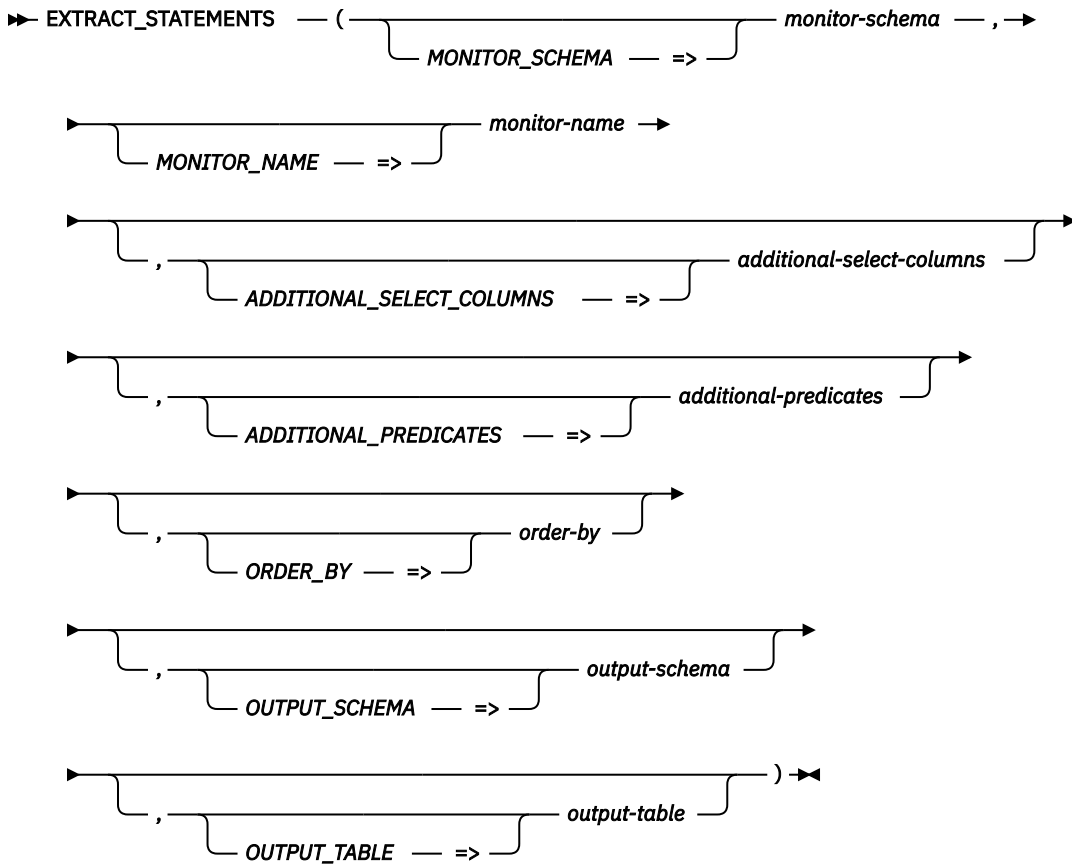 EXTRACT_STATEMENTS ( monitor-schema ,
MONITOR_SCHEMA =>
monitor-name
MONITOR_NAME =>
, additional-select-columns
ADDITIONAL_SELECT_COLUMNS =>
, additional-predicates
ADDITIONAL_PREDICATES =>
, order-by
ORDER_BY =>
, output-schema
OUTPUT_SCHEMA =>
)
, output-table
OUTPUT_TABLE =>